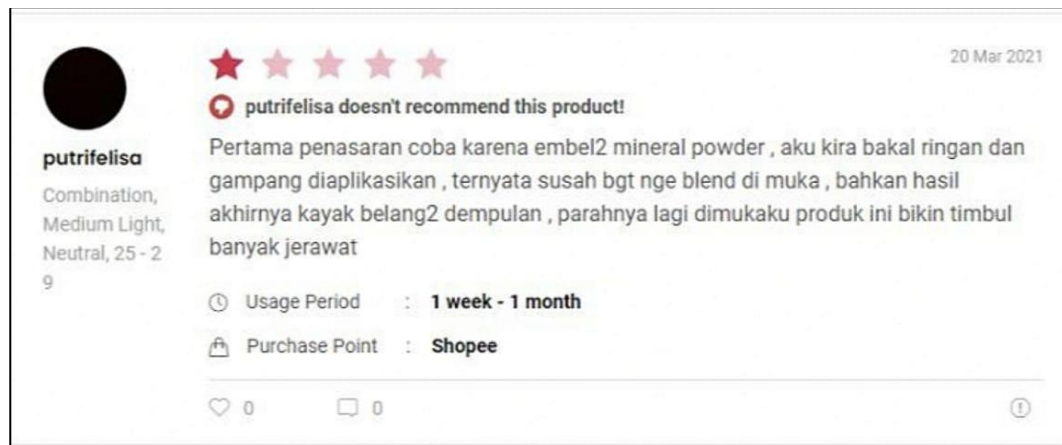 20 Mar 2021
putrifelisa doesn't recommend this product!
putrifelisa
Combination,
Medium Light,
Neutral, 25 - 2
9
Pertama penasaran coba karena embel2 mineral powder , aku kira bakal ringan dan
gampang diaplikasikan , ternyata susah bgt nge blend di muka , bahkan hasil
akhirnya kayak belang2 dempulan , parahnya lagi dimukaku produk ini bikin timbul
banyak jerawat
Usage Period : 1 week - 1 month
Purchase Point : Shopee
0 0